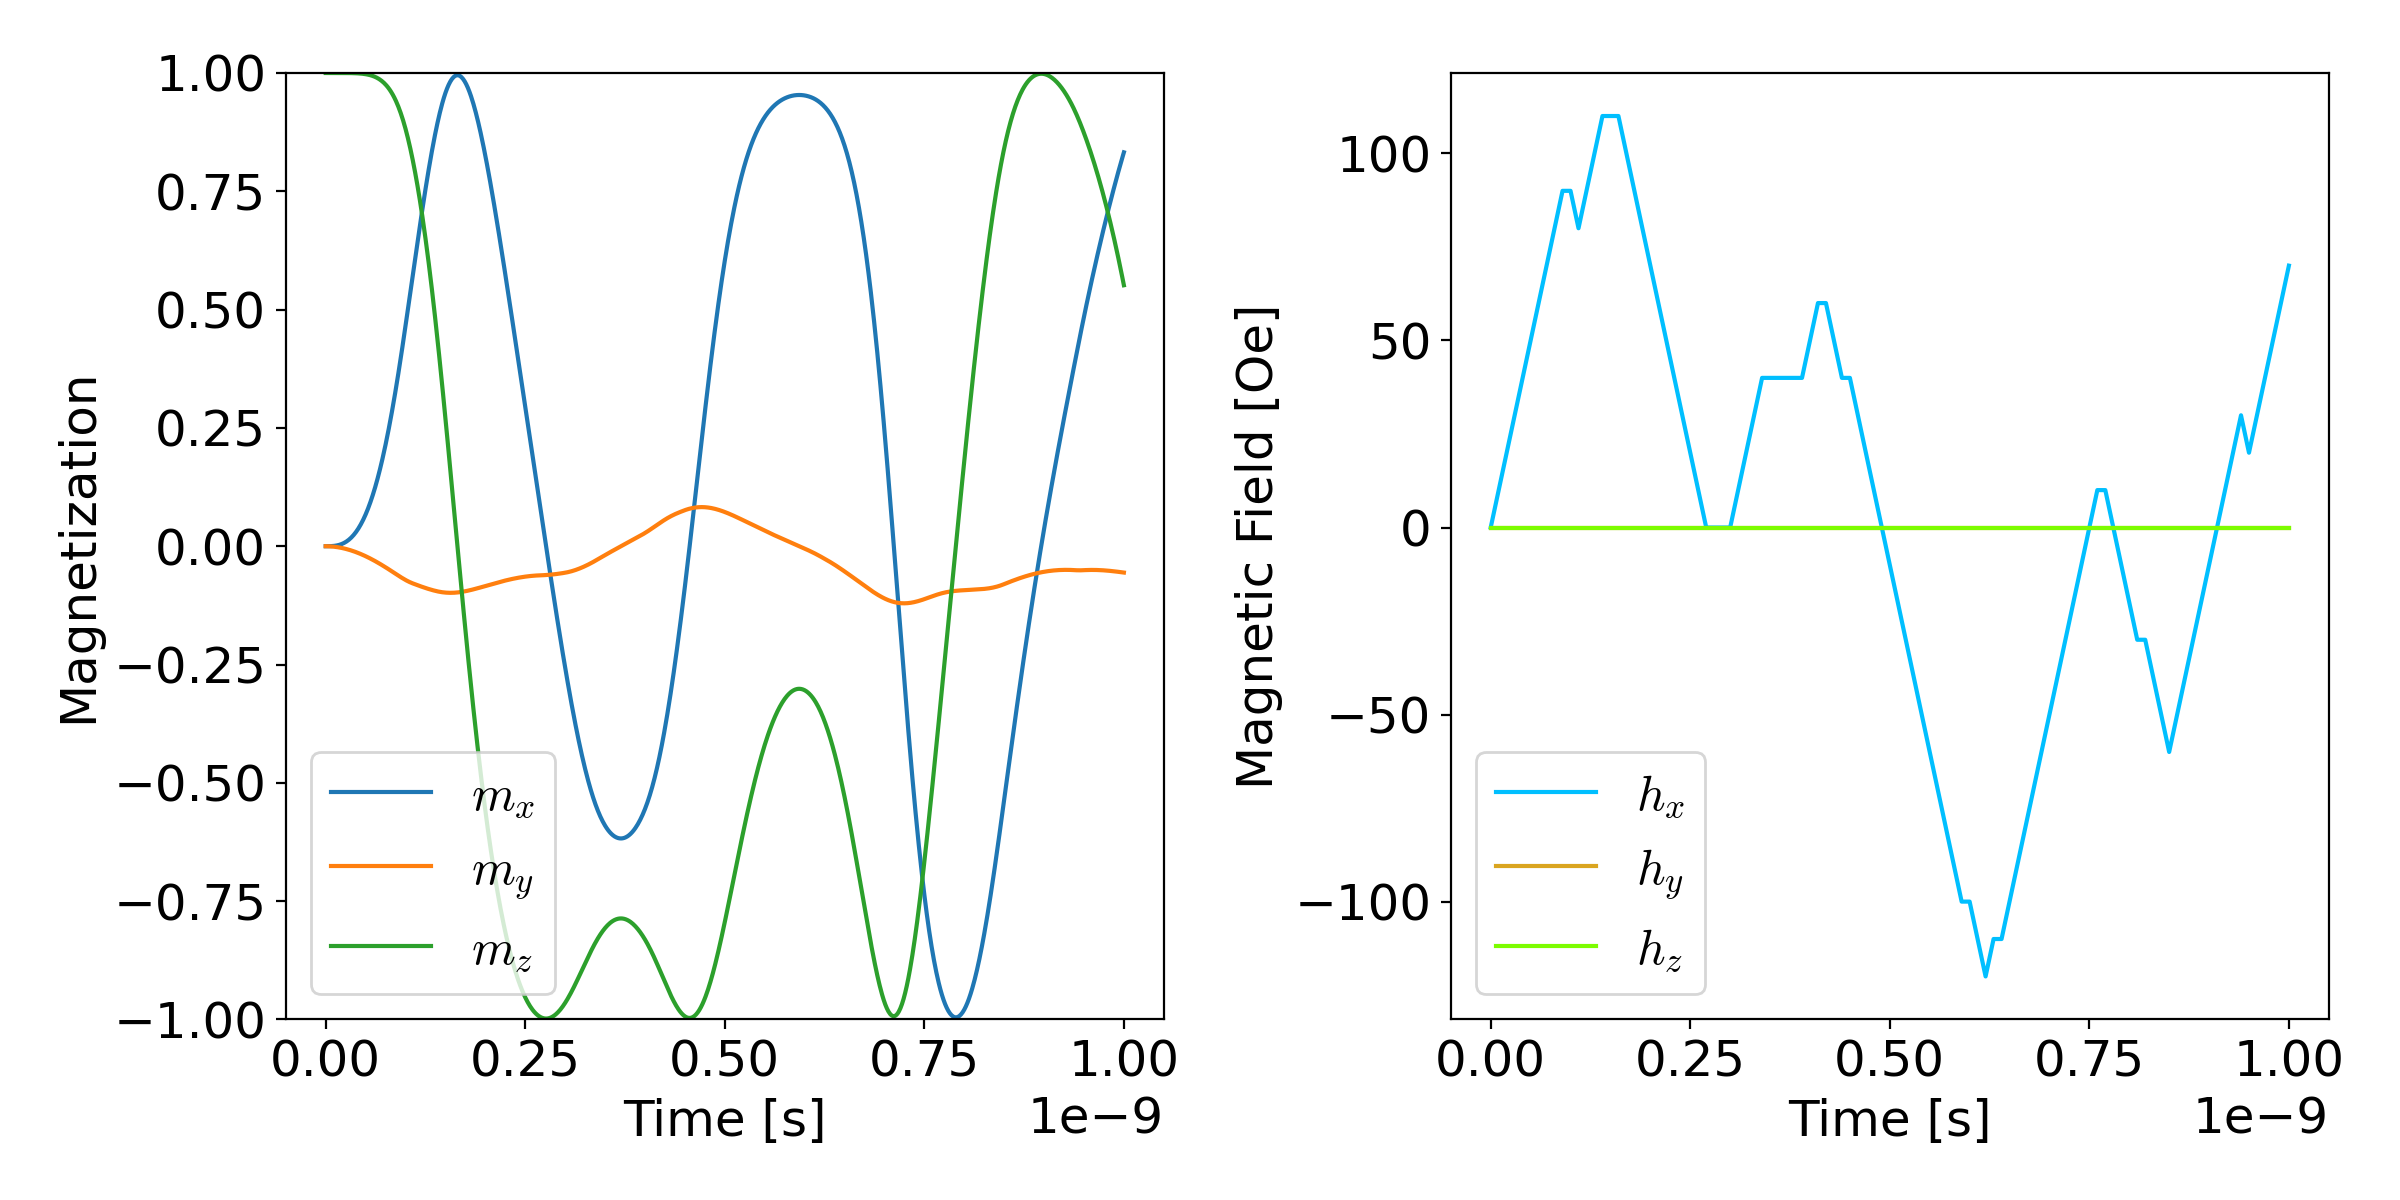 1.00
0.75
0.50
0.25
0.00
−0.25
−0.50
−0.75
−1.00
Magnetization
m_x
m_y
m_z
0.00 0.25 0.50 0.75 1.00
Time [s]
1e−9
100
50
0
−50
−100
Magnetic Field [Oe]
h_x
h_y
h_z
0.00 0.25 0.50 0.75 1.00
Time [s]
1e−9